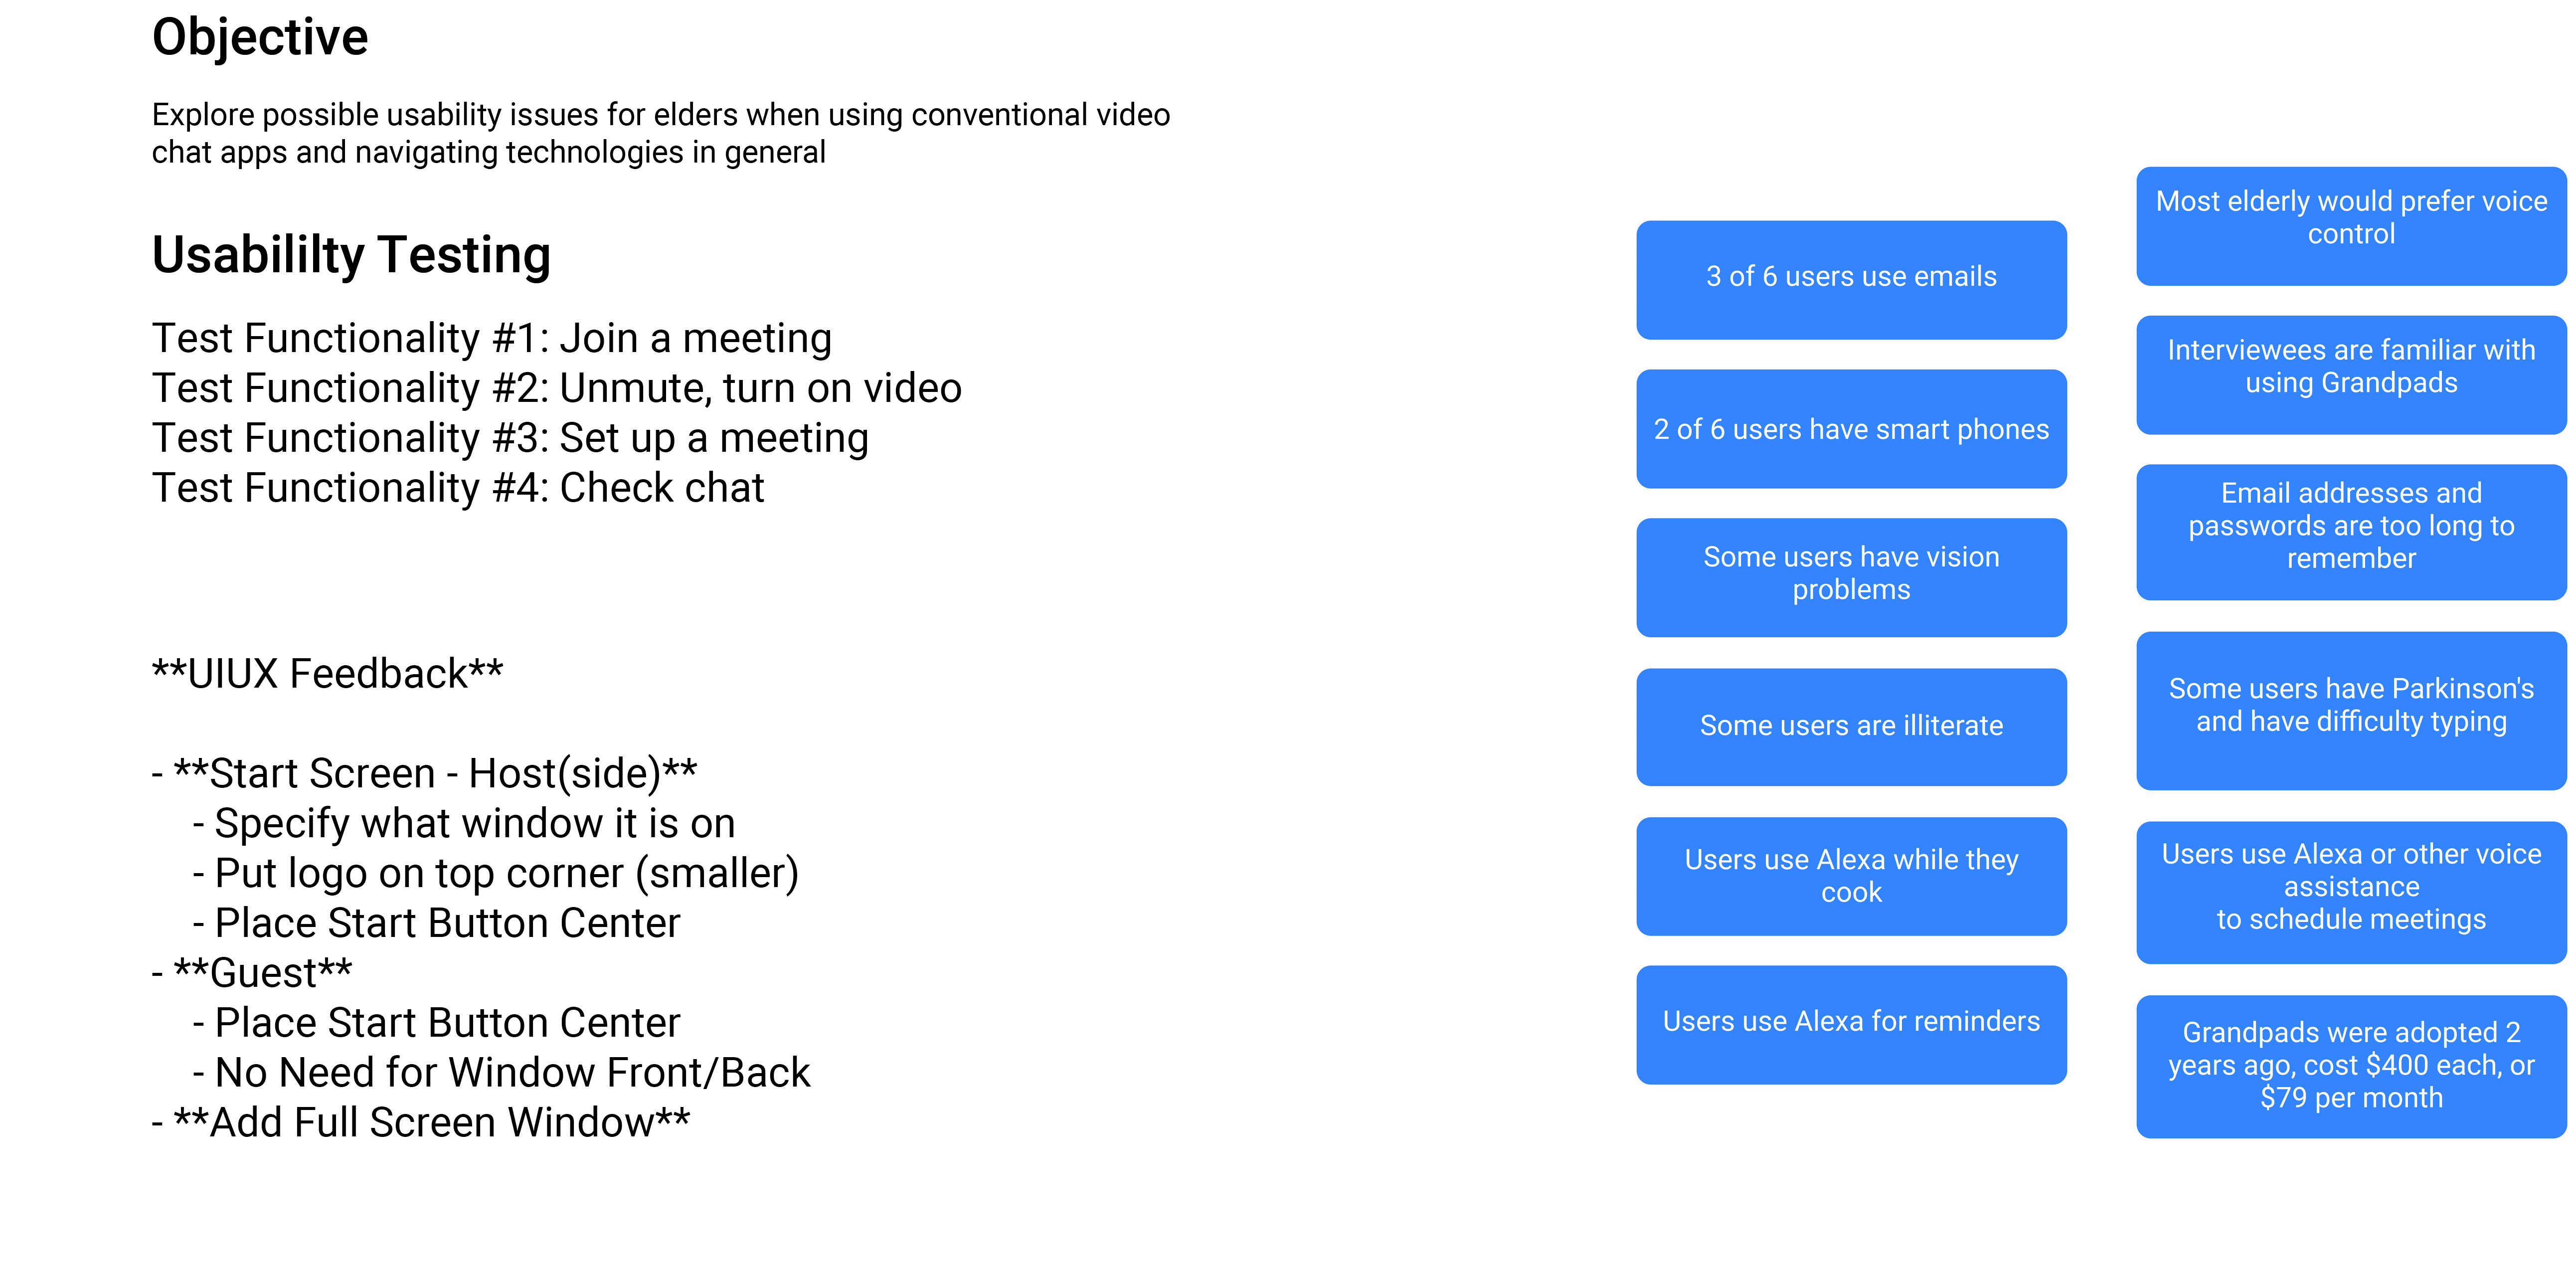 Objective
Explore possible usability issues for elders when using conventional video
chat apps and navigating technologies in general
Usabililty Testing
Test Functionality #1: Join a meeting
Test Functionality #2: Unmute, turn on video
Test Functionality #3: Set up a meeting
Test Functionality #4: Check chat
**UIUX Feedback**
- **Start Screen - Host(side)**
- Specify what window it is on
- Put logo on top corner (smaller)
- Place Start Button Center
- **Guest**
- Place Start Button Center
- No Need for Window Front/Back
- **Add Full Screen Window**
3 of 6 users use emails
2 of 6 users have smart phones
Some users have vision
problems
Some users are illiterate
Users use Alexa while they
cook
Users use Alexa for reminders
Most elderly would prefer voice
control
Interviewees are familiar with
using Grandpads
Email addresses and
passwords are too long to
remember
Some users have Parkinson's
and have difficulty typing
Users use Alexa or other voice
assistance
to schedule meetings
Grandpads were adopted 2
years ago, cost $400 each, or
$79 per month